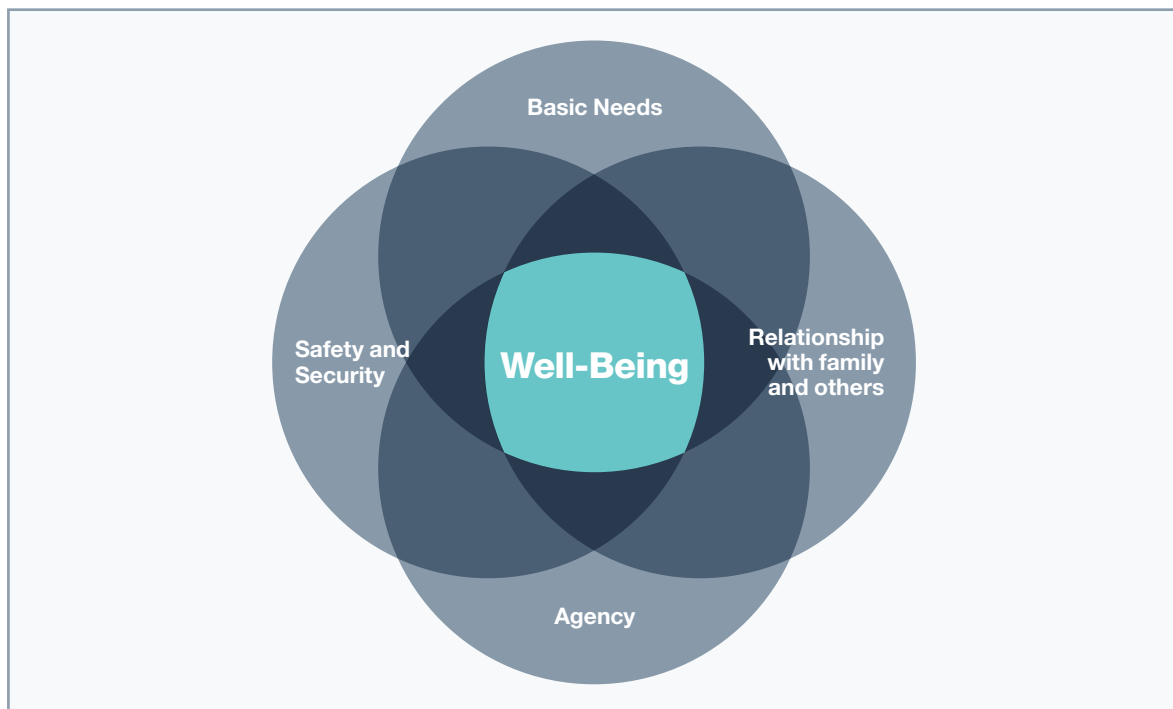 Basic Needs
Safety and
Security
Well-Being
Relationship
with family
and others
Agency